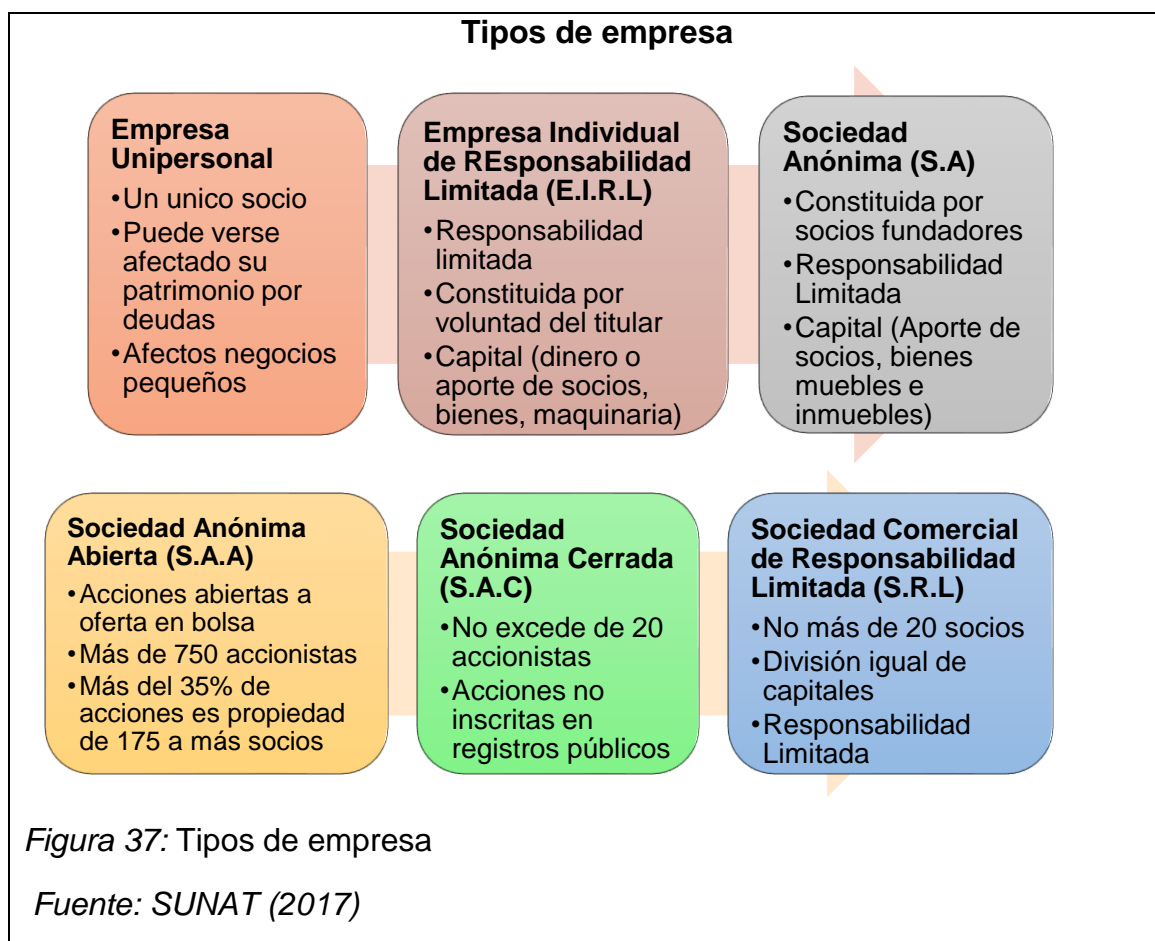 Tipos de empresa
Empresa
Unipersonal
•Un unico socio
•Puede verse
afectado su
patrimonio por
deudas
•Afectos negocios
pequeños
Empresa Individual
de REsponsabilidad
Limitada (E.I.R.L)
•Responsabilidad
limitada
•Constituida por
voluntad del titular
•Capital (dinero o
aporte de socios,
bienes, maquinaria)
Sociedad
Anónima (S.A)
•Constituida por
socios fundadores
•Responsabilidad
Limitada
•Capital (Aporte de
socios, bienes
muebles e
inmuebles)
Sociedad Anónima
Abierta (S.A.A)
•Acciones abiertas a
oferta en bolsa
•Más de 750 accionistas
•Más del 35% de
acciones es propiedad
de 175 a más socios
Sociedad
Anónima Cerrada
(S.A.C)
•No excede de 20
accionistas
•Acciones no
inscritas en
registros públicos
Sociedad Comercial
de Responsabilidad
Limitada (S.R.L)
•No más de 20 socios
•División igual de
capitales
•Responsabilidad
Limitada
Figura 37: Tipos de empresa
Fuente: SUNAT (2017)